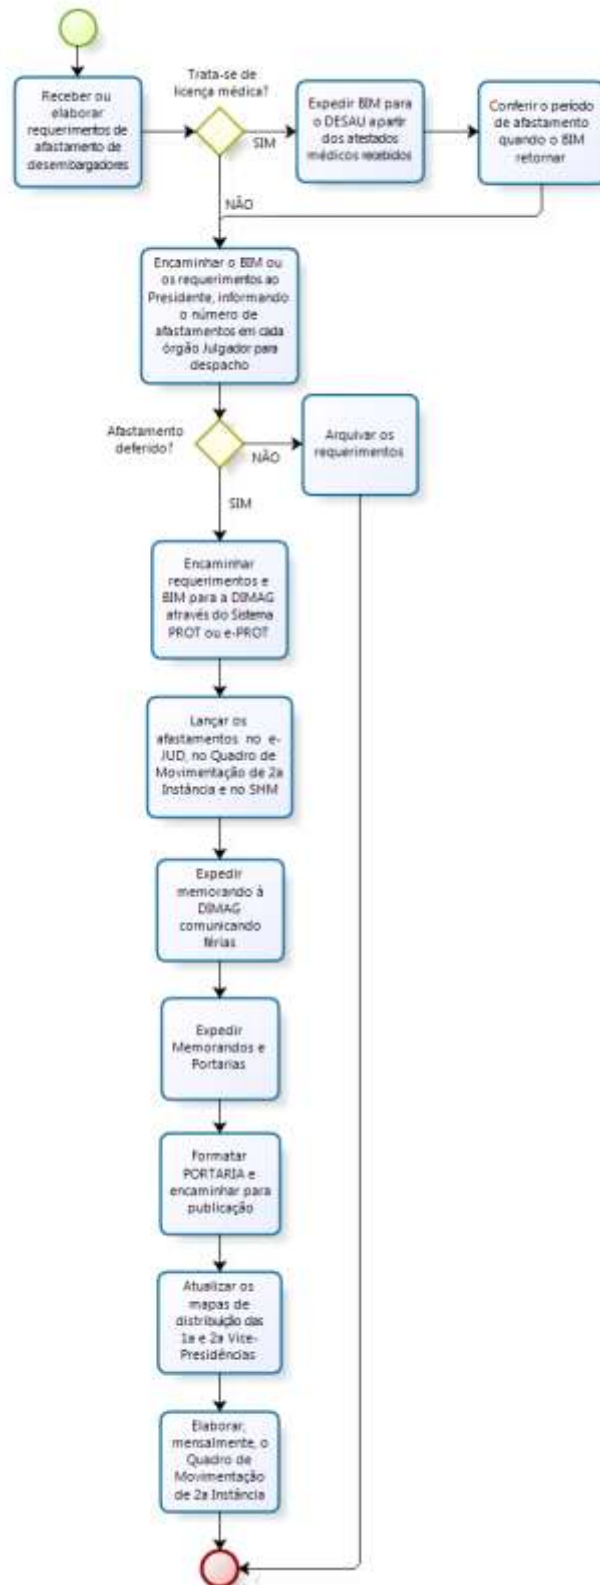 Receber ou
elaborar
requerimentos de
afastamento de
desembargadores
Trata-se de
licença médica?
SIM
Expedir BIM para
o DESAU a partir
dos atestados
médicos recebidos
Conferir o período
de afastamento
quando o BIM
retornar
NÃO
Encaminhar o BIM ou
os requerimentos ao
Presidente, informando
o número de
afastamentos em cada
órgão Julgador para
despacho
Afastamento
deferido?
NÃO
Arquivar os
requerimentos
SIM
Encaminhar
requerimentos e
BIM para a DIMAG
através do Sistema
PROT ou e-PROT
Lançar os
afastamentos no e-
JUD, no Quadro de
Movimentação de 2a
Instância e no SHM
Expedir
memorando à
DIMAG
comunicando
férias
Expedir
Memorandos e
Portarias
Formatar
PORTARIA e
encaminhar para
publicação
Atualizar os
mapas de
distribuição das
1a e 2a Vice-
Presidências
Elaborar,
mensalmente, o
Quadro de
Movimentação
de 2a Instância